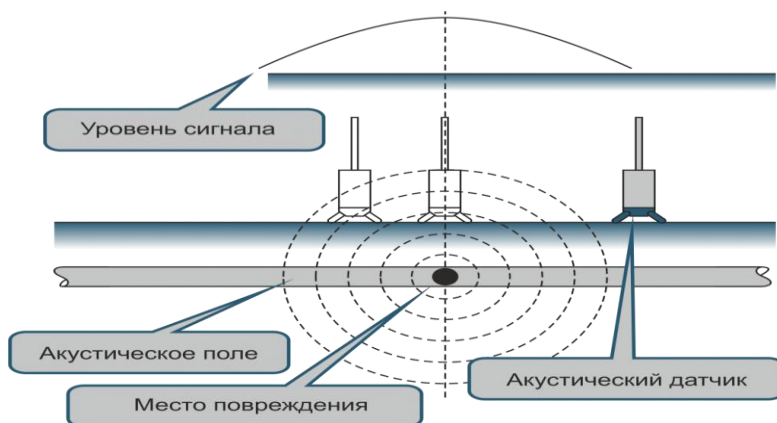 Уровень сигнала
Акустическое поле
Акустический датчик
Место повреждения